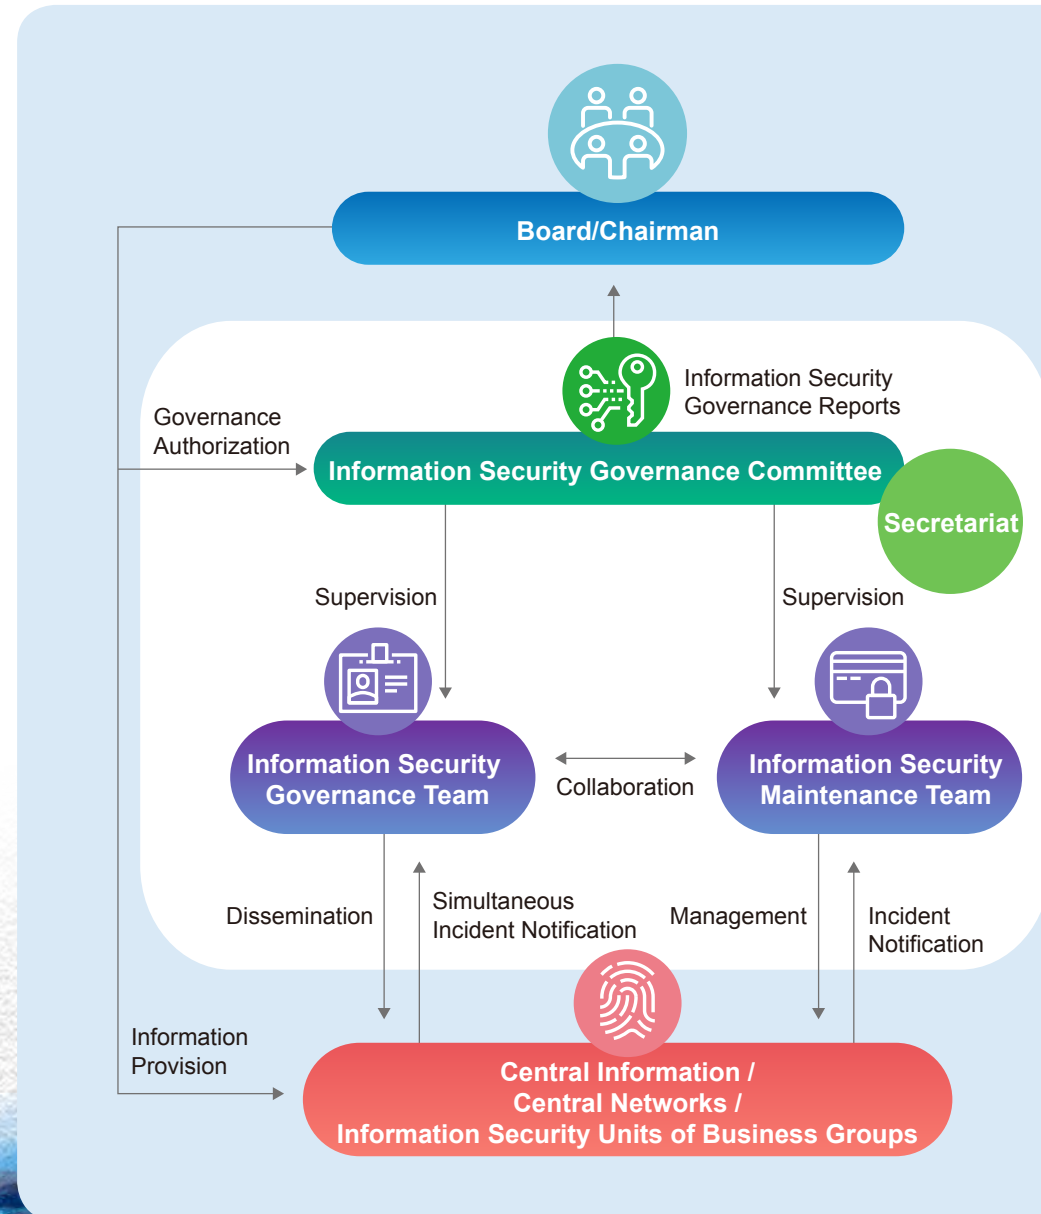 Board/Chairman
Information Security
Governance Reports
Governance
Authorization
Information Security Governance Committee
Secretariat
Supervision
Supervision
Information Security
Governance Team
Collaboration
Information Security
Maintenance Team
Dissemination
Simultaneous
Incident Notification
Management
Incident
Notification
Information
Provision
Central Information /
Central Networks /
Information Security Units of Business Groups